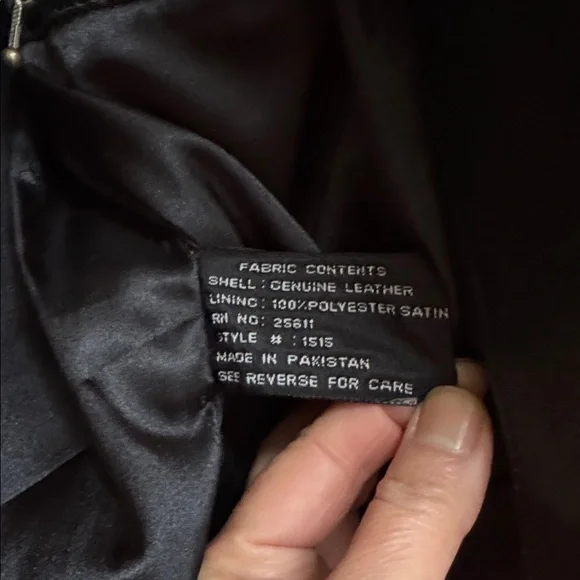 FABRIC CONTENTS
SHELL : GENUINE LEATHER
LINING : 100% POLYESTER SATIN
RN NO: 25611
STYLE # : 1515
MADE IN PAKISTAN
SEE REVERSE FOR CARE